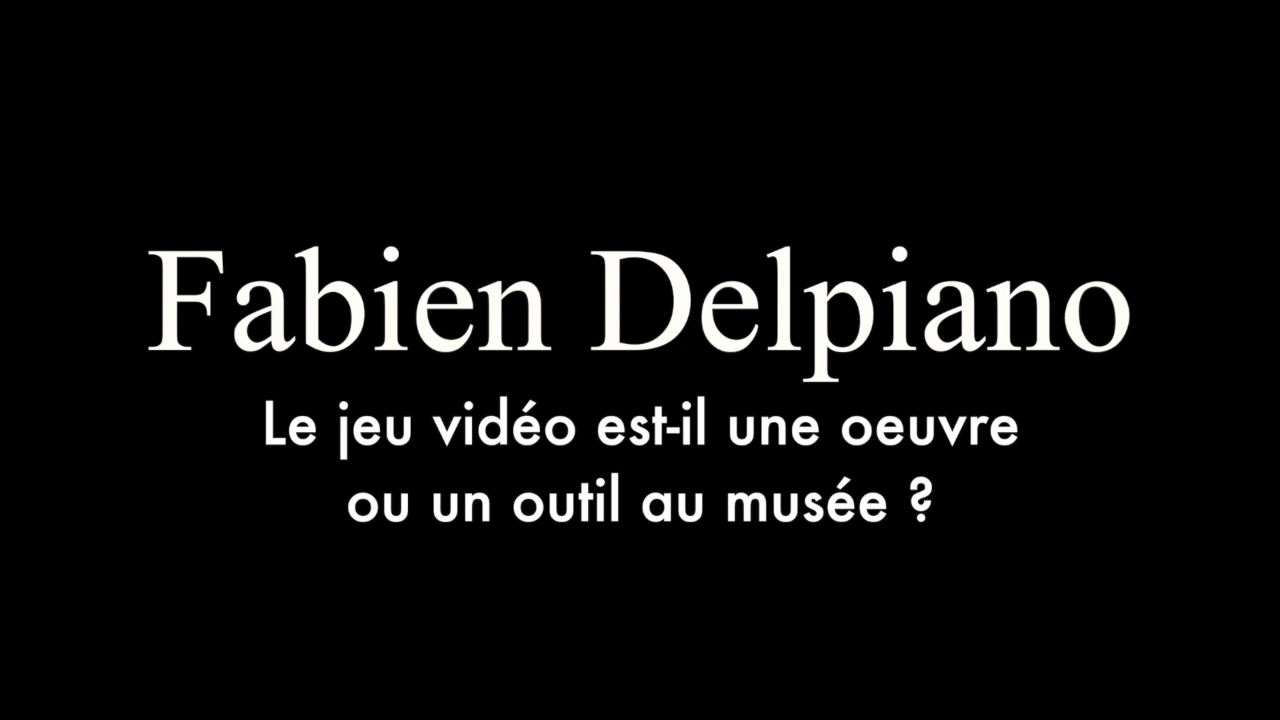 Fabien Delpiano
Le jeu vidéo est-il une oeuvre
ou un outil au musée ?